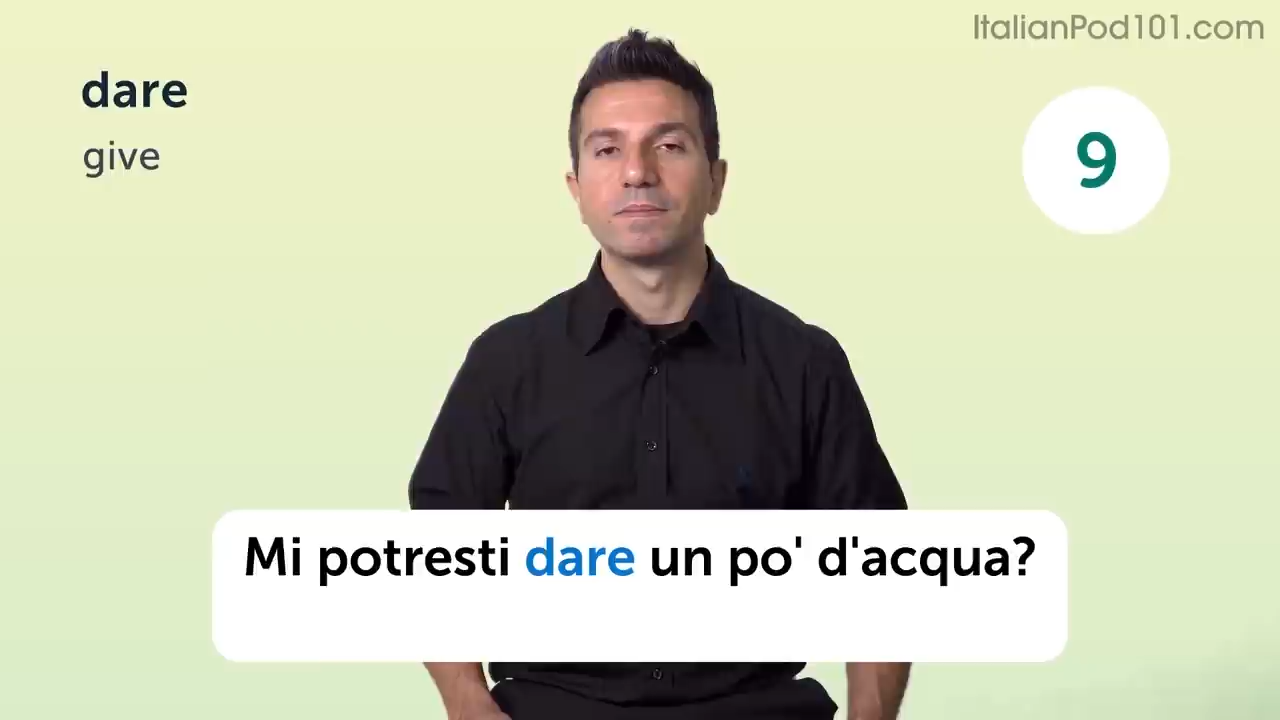 ItalianPod101.com
dare
give
9
Mi potresti dare un po' d'acqua?